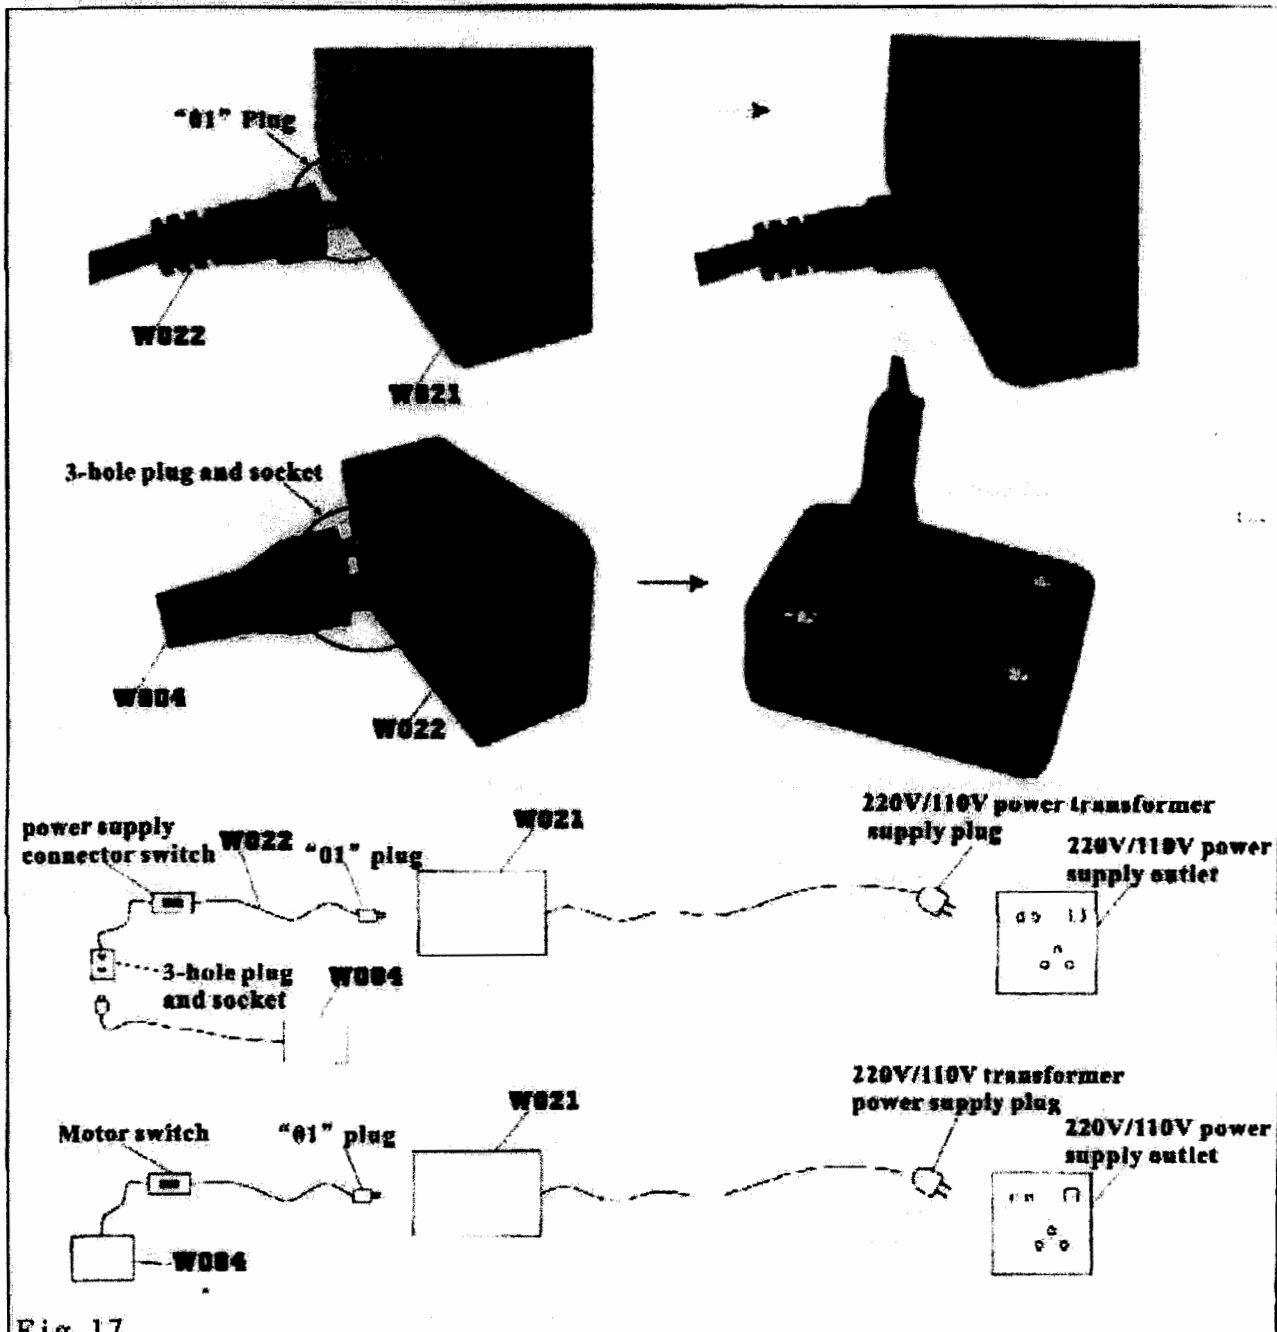 “01” Plug
W022
W021
3-hole plug and socket
W004
W022
power supply
connector switch
W022
“01” plug
W021
220V/110V power transformer
supply plug
220V/110V power
supply outlet
3-hole plug
and socket
W004
Motor switch
“01” plug
W021
220V/110V transformer
power supply plug
220V/110V power
supply outlet
W004
Fig. 17